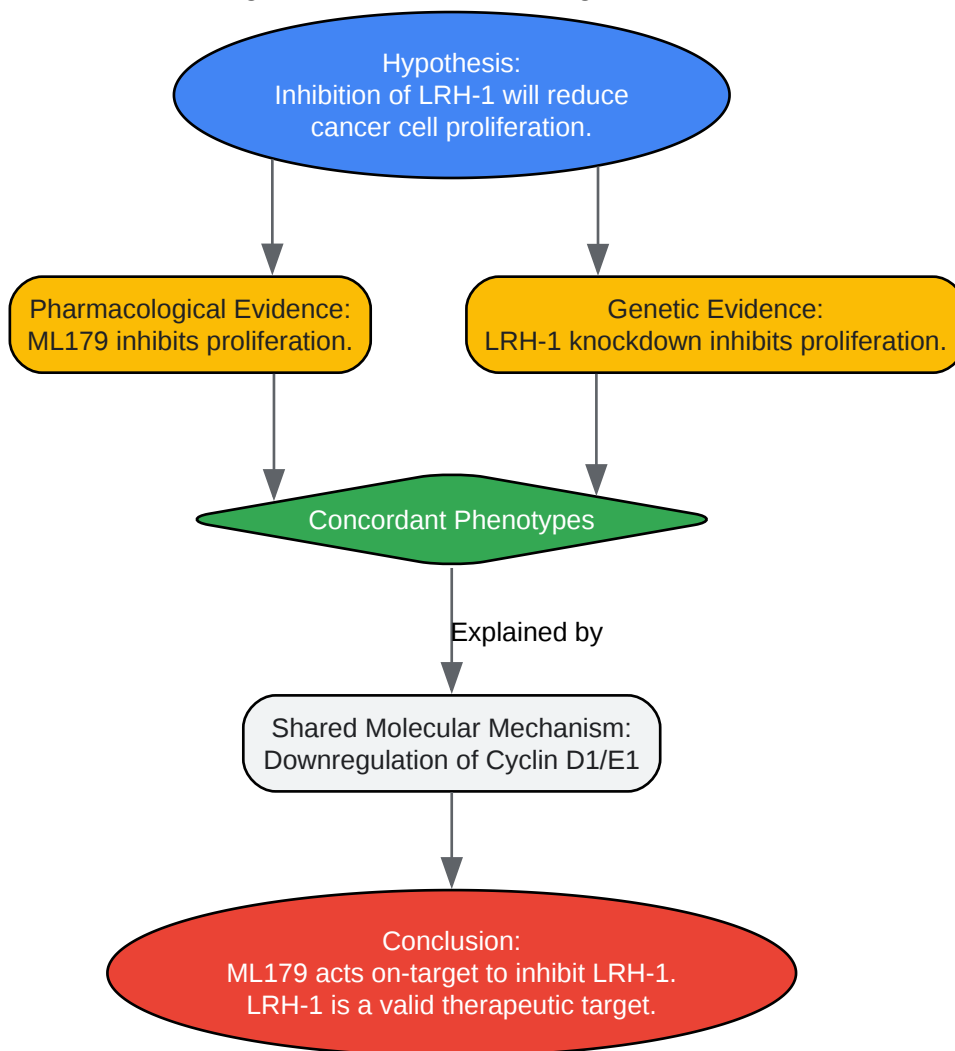 Hypothesis:
Inhibition of LRH-1 will reduce
cancer cell proliferation.
Pharmacological Evidence:
ML179 inhibits proliferation.
Genetic Evidence:
LRH-1 knockdown inhibits proliferation.
Concordant Phenotypes
Explained by
Shared Molecular Mechanism:
Downregulation of Cyclin D1/E1
Conclusion:
ML179 acts on-target to inhibit LRH-1.
LRH-1 is a valid therapeutic target.